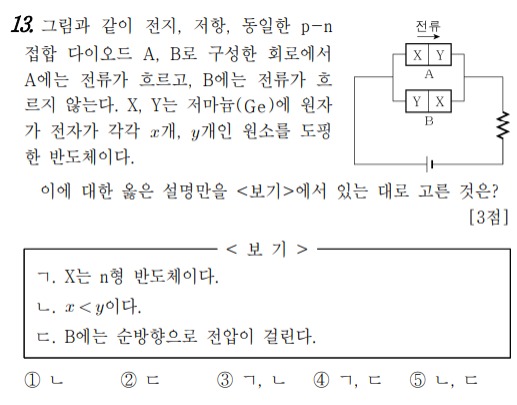 13. 그림과 같이 전지, 저항, 동일한 p-n
접합 다이오드 A, B로 구성한 회로에서
A에는 전류가 흐르고, B에는 전류가 흐
르지 않는다. X, Y는 저마늄(Ge)에 원자
가 전자가 각각 x개, y개인 원소를 도핑
한 반도체이다.
전류
X Y
A
Y X
B
이에 대한 옳은 설명만을 <보기>에서 있는 대로 고른 것은?
[3점]
< 보 기 >
ㄱ. X는 n형 반도체이다.
ㄴ. x < y이다.
ㄷ. B에는 순방향으로 전압이 걸린다.
① ㄴ ② ㄷ ③ ㄱ, ㄴ ④ ㄱ, ㄷ ⑤ ㄴ, ㄷ